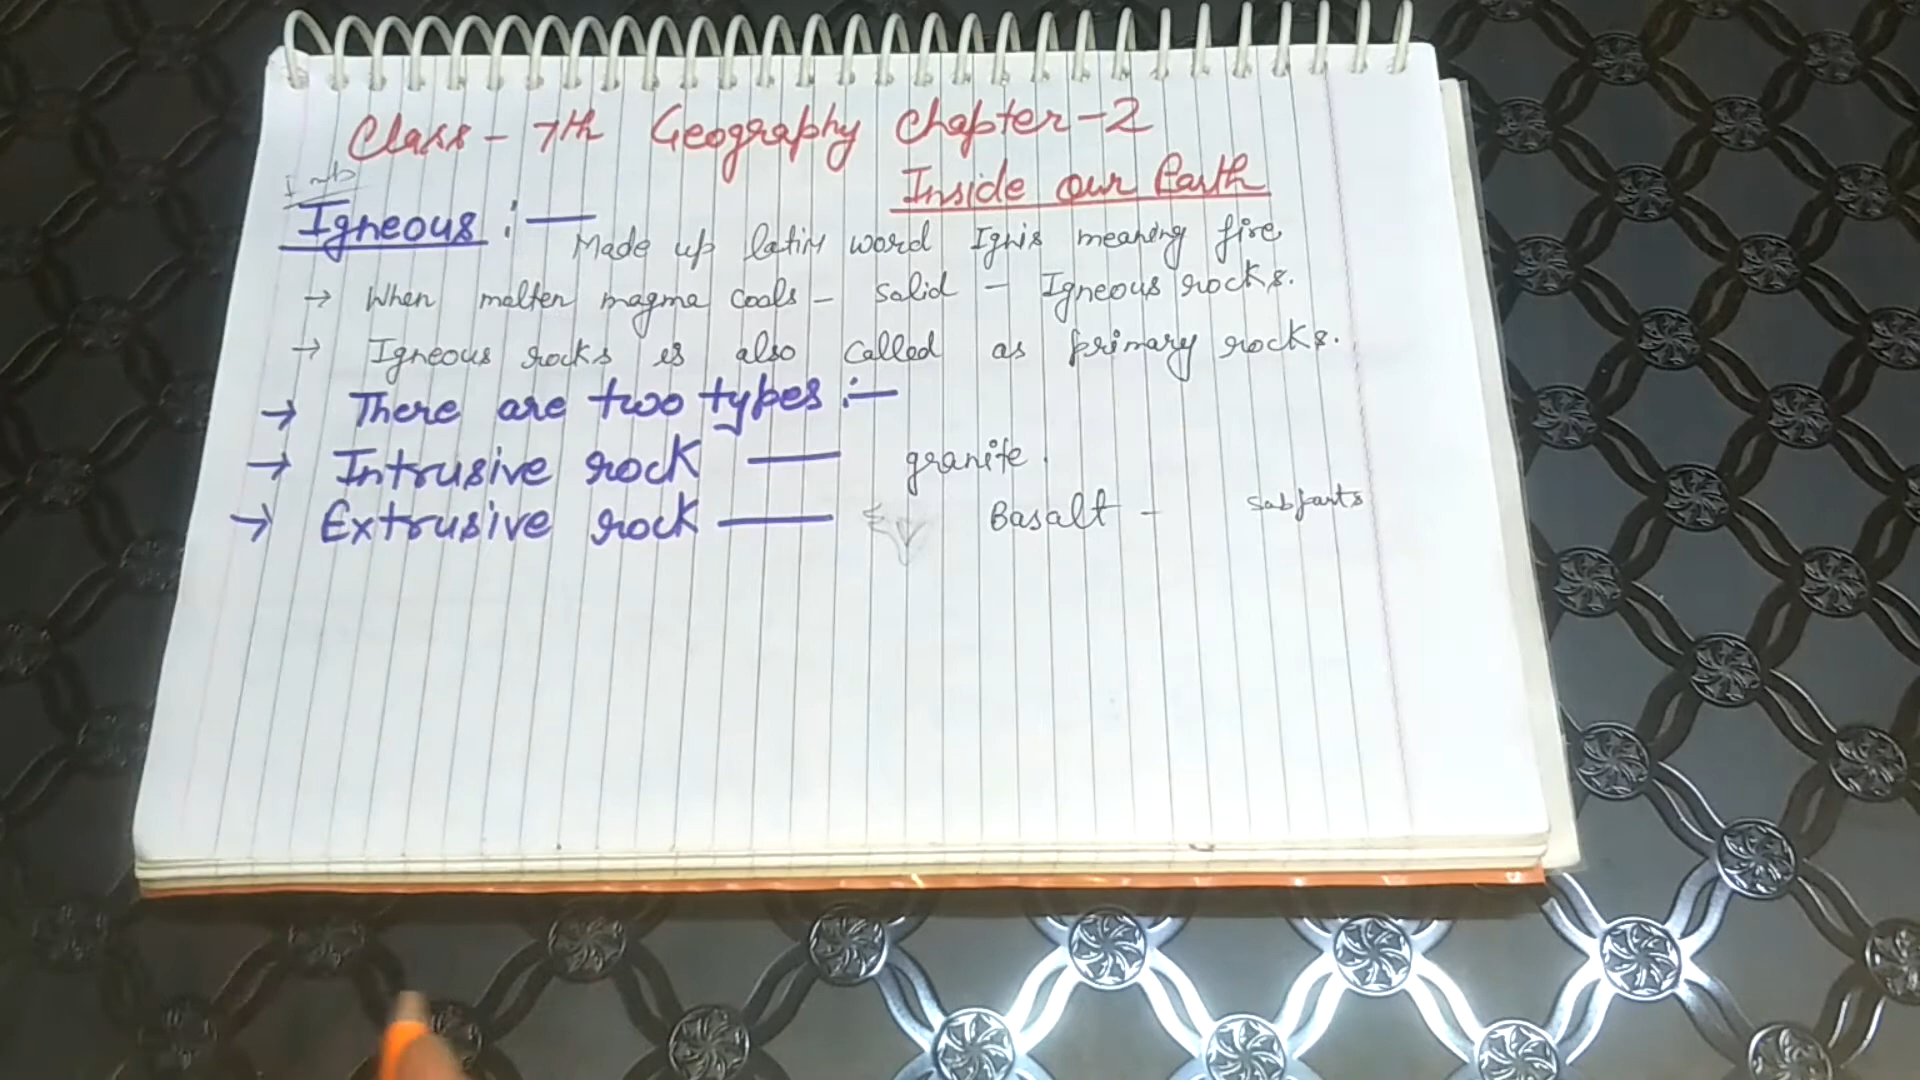 Class - 7th Geography Chapter - 2
Inside our Earth
Igneous :—
Made up latin word Ignis meaning fire
→ When molten magma cools - Solid - Igneous rocks.
→ Igneous rocks is also called as primary rocks.
→ There are two types :—
→ Intrusive rock — granite.
→ Extrusive rock — Basalt -